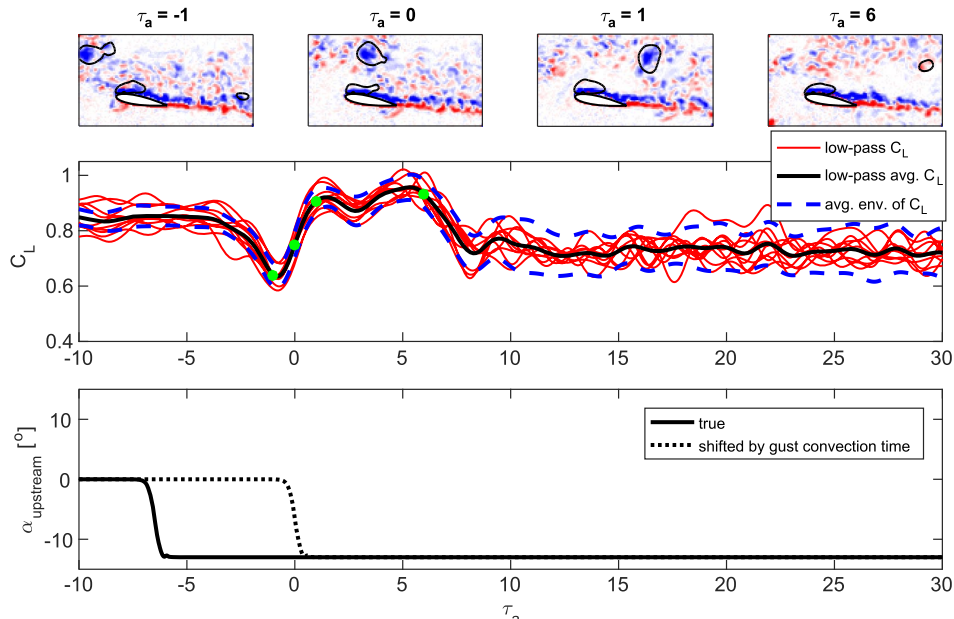 τa = -1
τa = 0
τa = 1
τa = 6
low-pass CL
low-pass avg. CL
avg. env. of CL
1
0.8
0.6
0.4
CL
-10
-5
0
5
10
15
20
25
30
10
0
-10
αupstream [o]
true
shifted by gust convection time
-10
-5
0
5
10
15
20
25
30
τa